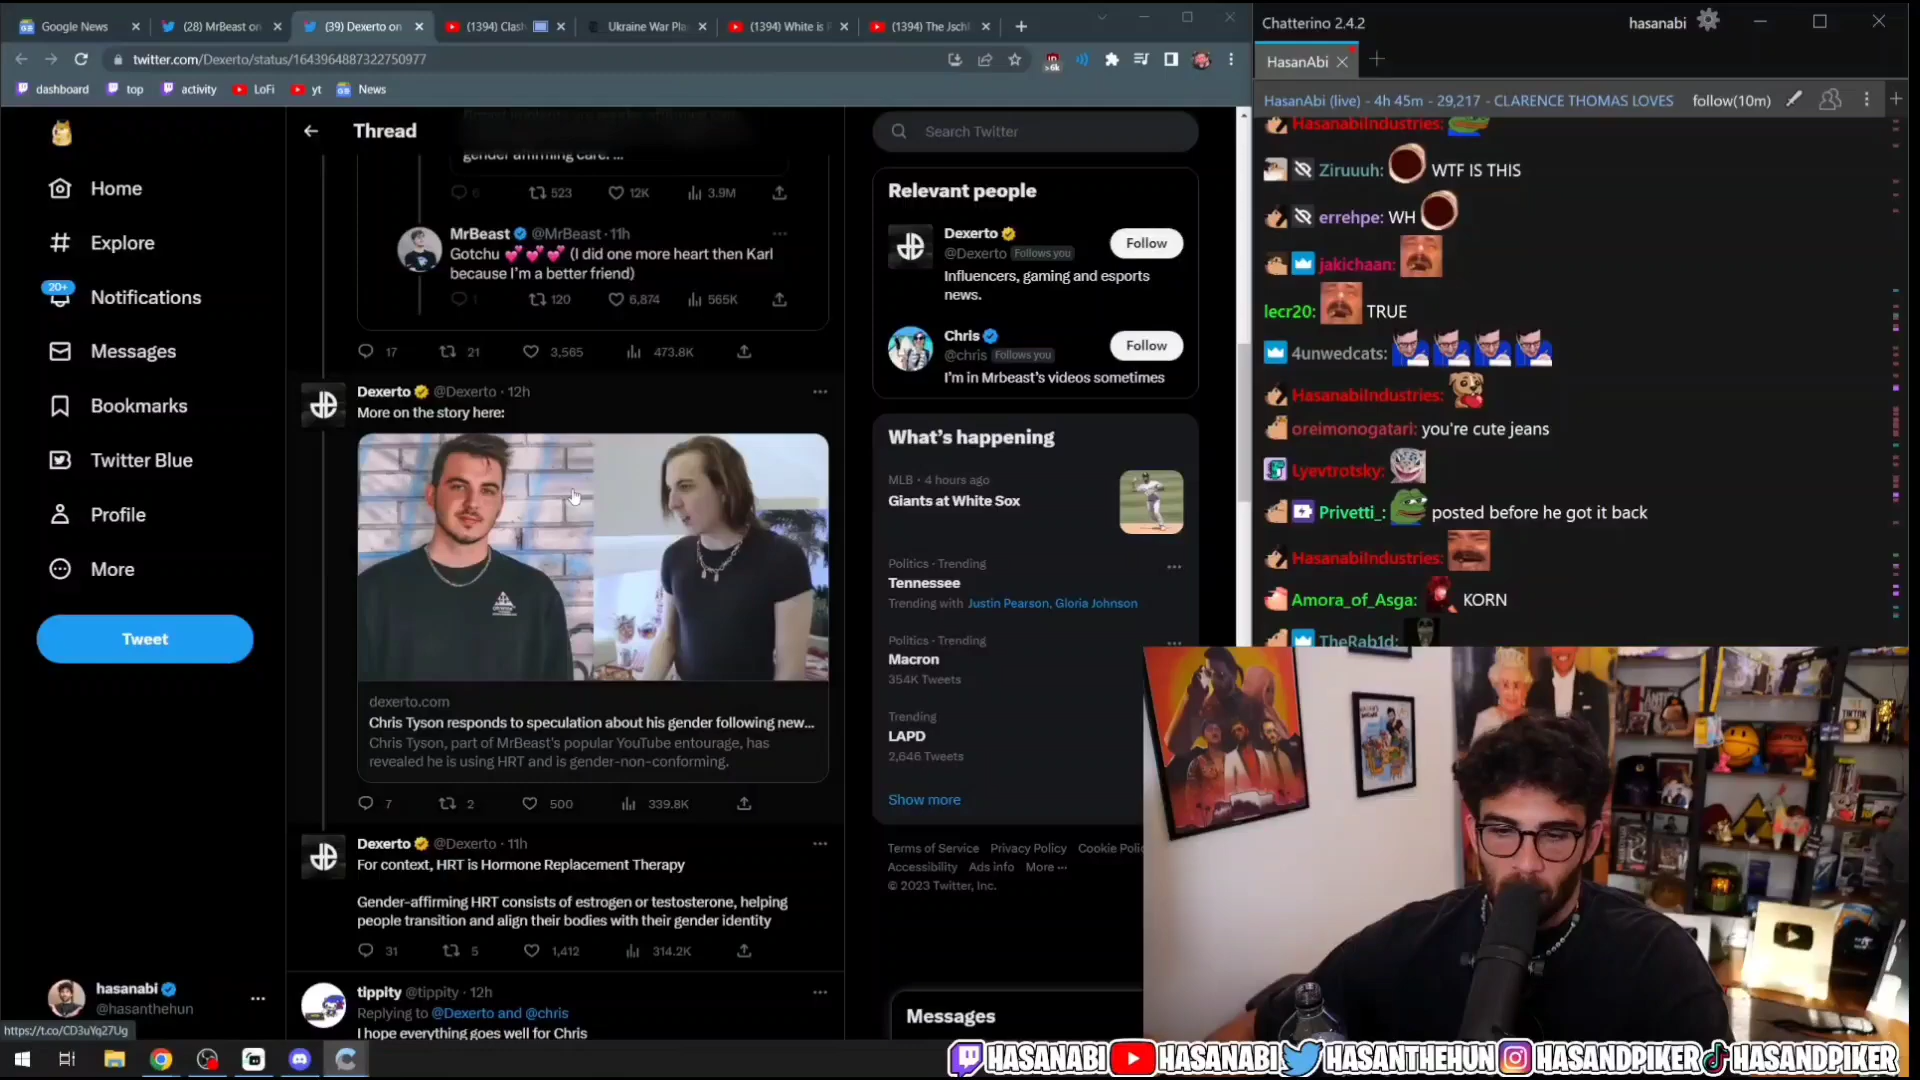 Google News
(28) MrBeast on
(39) Dexerto on
(1394) Clash
Ukraine War
(1394) White is
(1394) The Jschl
twitter.com/Dexerto/status/1643964887322750977
dashboard
top
activity
LoFi
yt
News
Thread
Home
Explore
20+
Notifications
Messages
Bookmarks
Twitter Blue
Profile
More
Tweet
hasanabi
@hasanthehun
https://t.co/CD3uYq27Ug
gender affirming care. ...
6
523
12K
3.9M
MrBeast @MrBeast · 11h
Gotchu 💕💕💕 (I did one more heart then Karl
because I'm a better friend)
1
120
6,874
565K
17
21
3,565
473.8K
Dexerto @Dexerto · 12h
More on the story here:
dexerto.com
Chris Tyson responds to speculation about his gender following new...
Chris Tyson, part of MrBeast's popular YouTube entourage, has
revealed he is using HRT and is gender-non-conforming.
7
2
500
339.8K
Dexerto @Dexerto · 11h
For context, HRT is Hormone Replacement Therapy
Gender-affirming HRT consists of estrogen or testosterone, helping
people transition and align their bodies with their gender identity
31
5
1,412
314.2K
tippity @tippity · 12h
Replying to @Dexerto and @chris
I hope everything goes well for Chris
Search Twitter
Relevant people
Dexerto
@Dexerto Follows you
Follow
Influencers, gaming and esports
news.
Chris
@chris Follows you
Follow
I'm in Mrbeast's videos sometimes
What's happening
MLB · 4 hours ago
Giants at White Sox
Politics · Trending
Tennessee
Trending with Justin Pearson, Gloria Johnson
Politics · Trending
Macron
354K Tweets
Trending
LAPD
2,646 Tweets
Show more
Terms of Service Privacy Policy Cookie
Accessibility Ads info More ...
© 2023 Twitter, Inc.
Messages
Chatterino 2.4.2
hasanabi
HasanAbi
HasanAbi (live) - 4h 45m - 29,217 - CLARENCE THOMAS LOVES
follow(10m)
HasanabiIndustries:
Ziruuuh: WTF IS THIS
errehpe: WH
jakichaan:
lecr20: TRUE
4unwedcats:
HasanabiIndustries:
oreimonogatari: you're cute jeans
Lyevtrotsky:
Privetti_: posted before he got it back
HasanabiIndustries:
Amora_of_Asga: KORN
TheRab1d:
HASANABI HASANABI HASANTHEHUN HASANDPIKER HASANDPIKER